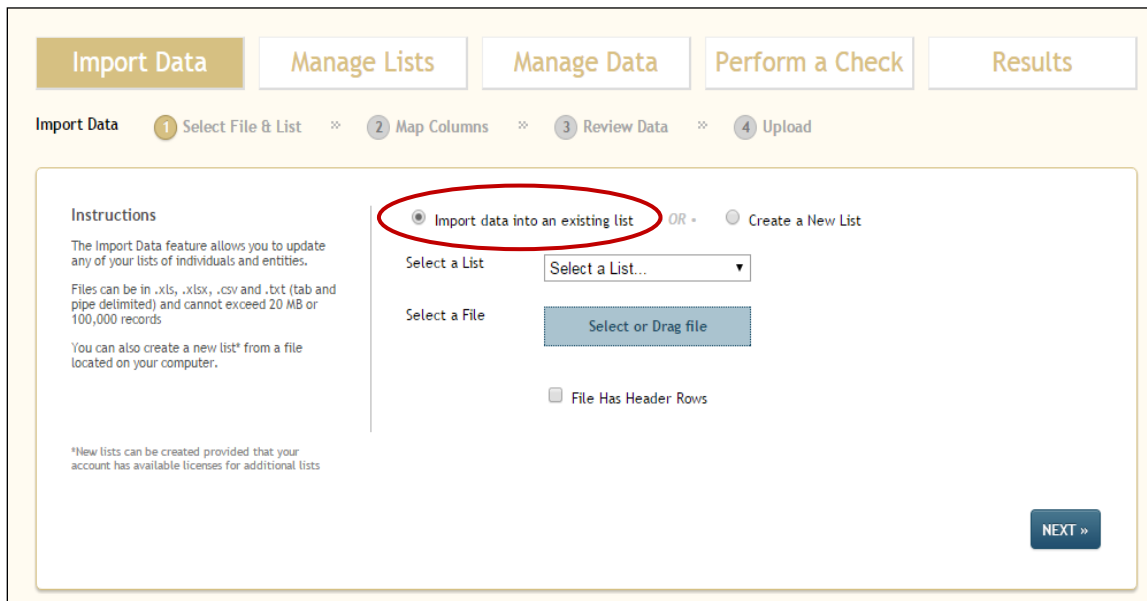 Import Data Manage Lists Manage Data Perform a Check Results
Import Data 1 Select File & List » 2 Map Columns » 3 Review Data » 4 Upload
Instructions
The Import Data feature allows you to update
any of your lists of individuals and entities.
Files can be in .xls, .xlsx, .csv and .txt (tab and
pipe delimited) and cannot exceed 20 MB or
100,000 records
You can also create a new list* from a file
located on your computer.
*New lists can be created provided that your
account has available licenses for additional lists
Import data into an existing list OR • Create a New List
Select a List Select a List...
Select a File Select or Drag file
File Has Header Rows
NEXT »